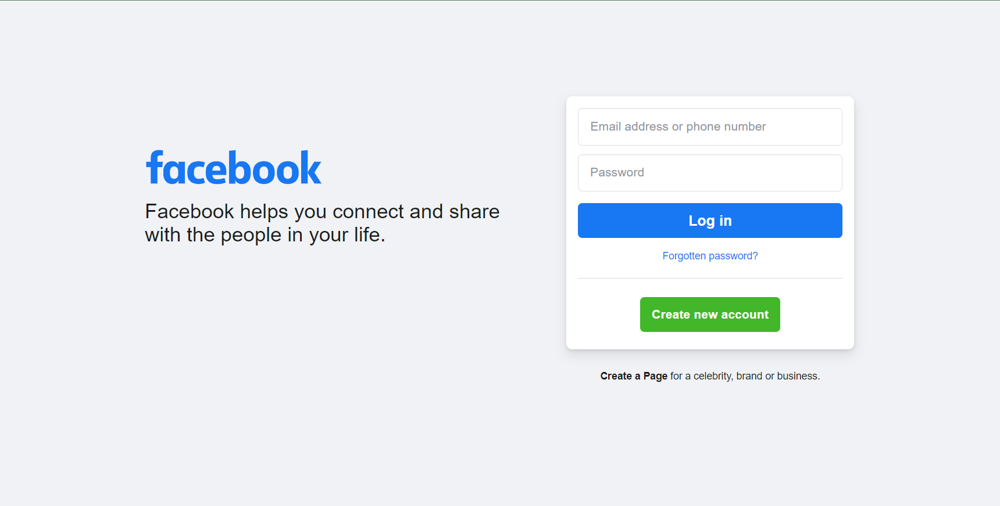 facebook
Facebook helps you connect and share
with the people in your life.
Email address or phone number
Password
Log in
Forgotten password?
Create new account
Create a Page for a celebrity, brand or business.